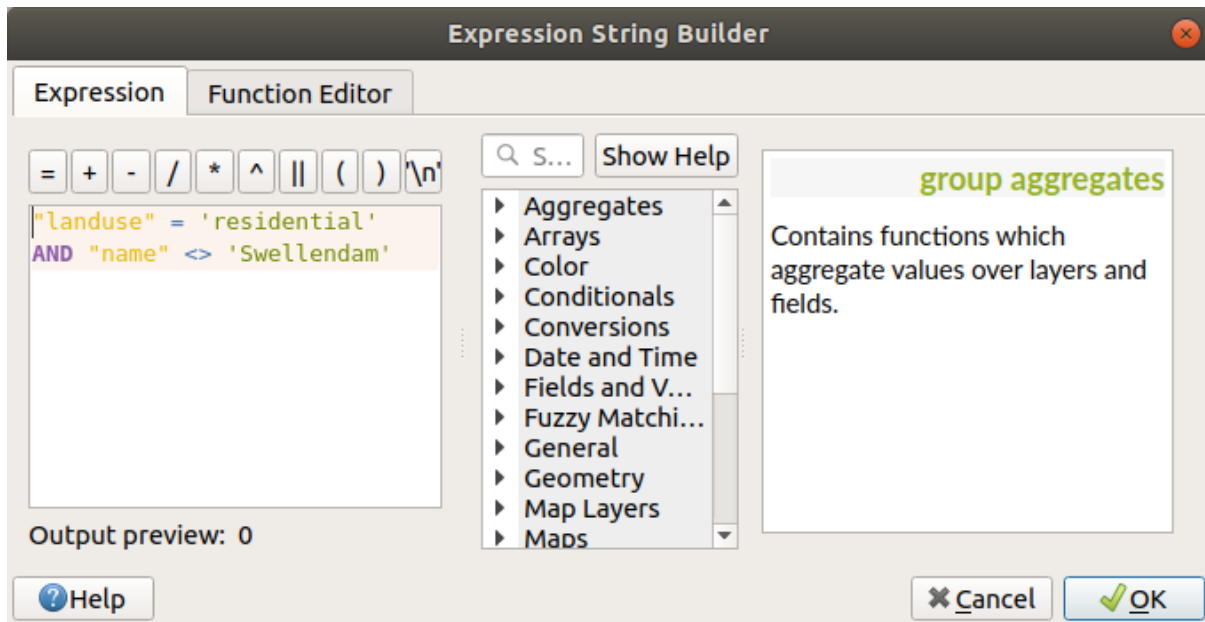 Expression String Builder
Expression
Function Editor
= + - / * ^ || ( ) '\n'
"landuse" = 'residential'
AND "name" <> 'Swellendam'
Output preview: 0
S...
Show Help
Aggregates
Arrays
Color
Conditionals
Conversions
Date and Time
Fields and V...
Fuzzy Matchi...
General
Geometry
Map Layers
Maps
group aggregates
Contains functions which
aggregate values over layers and
fields.
Help
Cancel
OK